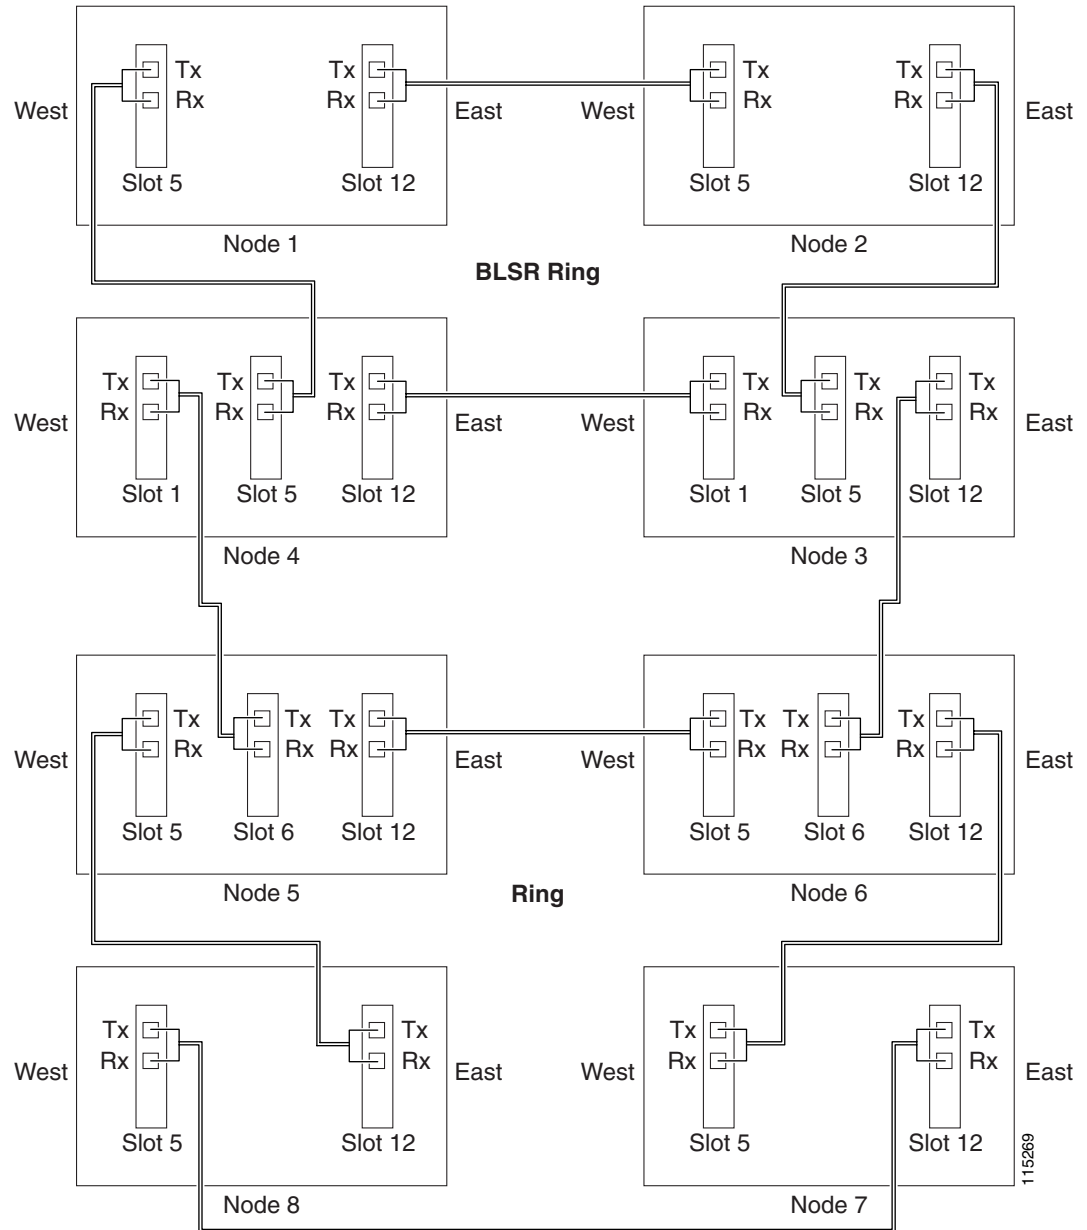 Tx Tx Tx Tx
Rx Rx Rx Rx
West East West East
Slot 5 Slot 12 Slot 5 Slot 12
Node 1 Node 2
BLSR Ring
Tx Tx Tx Tx Tx Tx
Rx Rx Rx Rx Rx Rx
West East West East
Slot 1 Slot 5 Slot 12 Slot 1 Slot 5 Slot 12
Node 4 Node 3
Tx Tx Tx Tx Tx Tx
Rx Rx Rx Rx Rx Rx
West East West East
Slot 5 Slot 6 Slot 12 Slot 5 Slot 6 Slot 12
Node 5 Ring Node 6
Tx Tx Tx Tx
Rx Rx Rx Rx
West East West East
Slot 5 Slot 12 Slot 5 Slot 12
115269
Node 8 Node 7